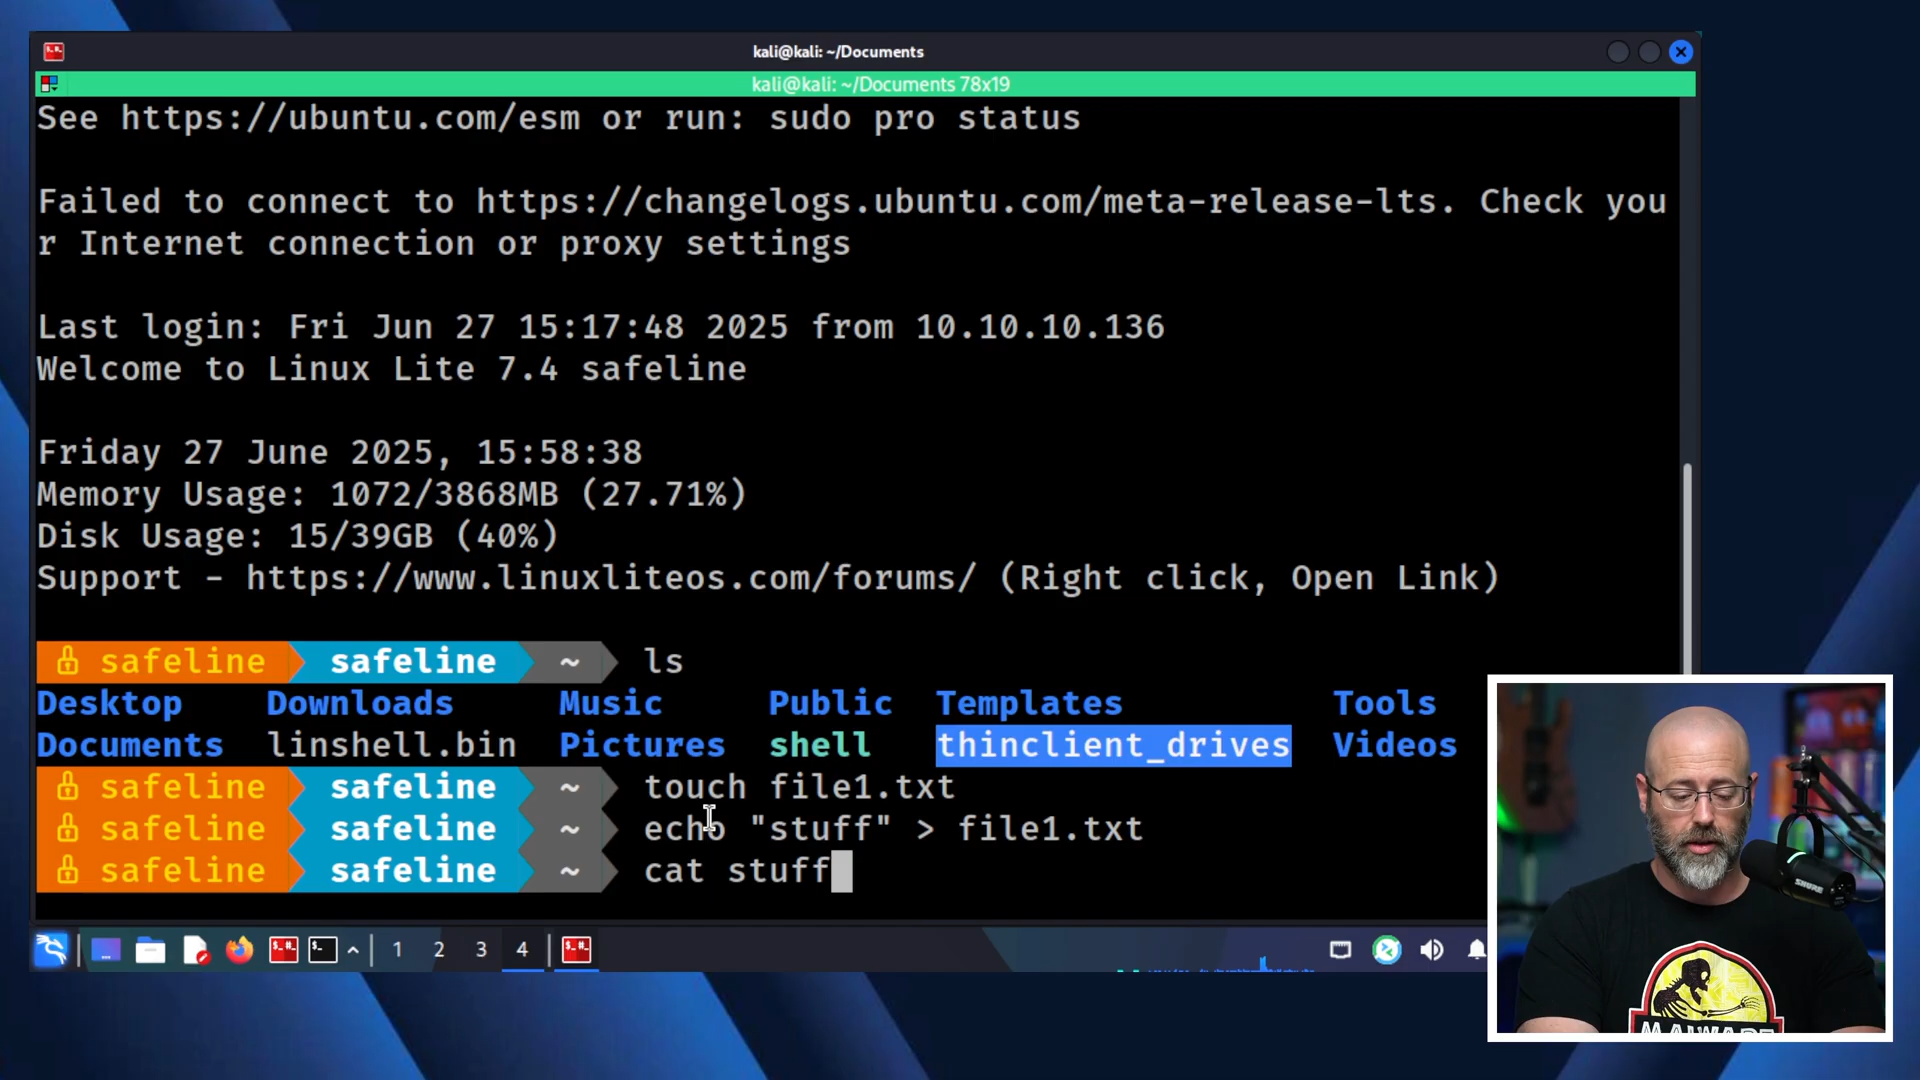 kali@kali: ~/Documents
kali@kali: ~/Documents 78x19
See https://ubuntu.com/esm or run: sudo pro status
Failed to connect to https://changelogs.ubuntu.com/meta-release-lts. Check you
r Internet connection or proxy settings
Last login: Fri Jun 27 15:17:48 2025 from 10.10.10.136
Welcome to Linux Lite 7.4 safeline
Friday 27 June 2025, 15:58:38
Memory Usage: 1072/3868MB (27.71%)
Disk Usage: 15/39GB (40%)
Support - https://www.linuxliteos.com/forums/ (Right click, Open Link)
safeline safeline ~ ls
Desktop Downloads Music Public Templates Tools
Documents linshell.bin Pictures shell thinclient_drives Videos
safeline safeline ~ touch file1.txt
safeline safeline ~ echo "stuff" > file1.txt
safeline safeline ~ cat stuff
1 2 3 4
SHURE
MALWARE